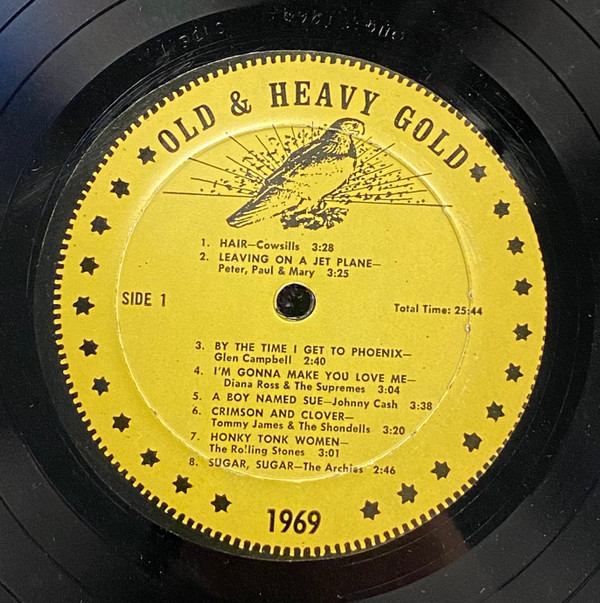 OLD & HEAVY GOLD
1. HAIR—Cowsills 3:28
2. LEAVING ON A JET PLANE—
Peter, Paul & Mary 3:25
SIDE 1
Total Time: 25:44
3. BY THE TIME I GET TO PHOENIX—
Glen Campbell 2:40
4. I'M GONNA MAKE YOU LOVE ME—
Diana Ross & The Supremes 3:04
5. A BOY NAMED SUE—Johnny Cash 3:38
6. CRIMSON AND CLOVER—
Tommy James & The Shondells 3:20
7. HONKY TONK WOMEN—
The Rolling Stones 3:01
8. SUGAR, SUGAR—The Archies 2:46
1969